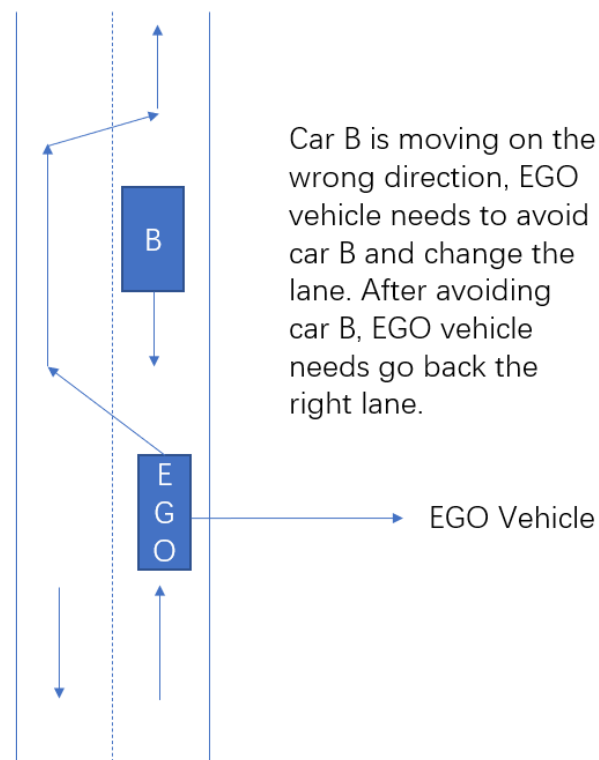 B
Car B is moving on the
wrong direction, EGO
vehicle needs to avoid
car B and change the
lane. After avoiding
car B, EGO vehicle
needs go back the
right lane.
E
G
O
EGO Vehicle